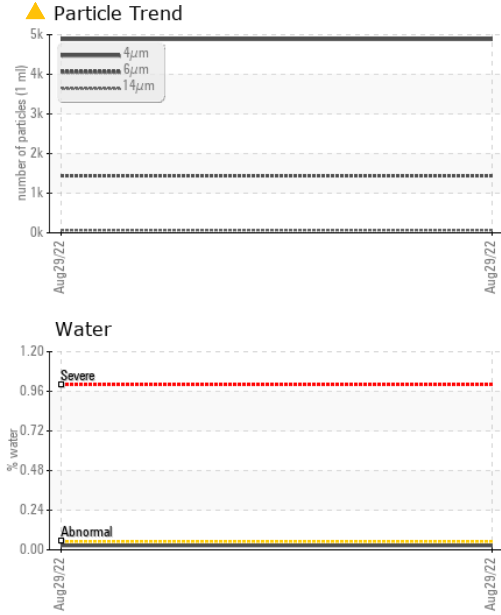 Particle Trend
number of particles (1 ml)
5k
4k
3k
2k
1k
0k
4µm
6µm
14µm
Aug29/22
Aug29/22
Water
% water
1.20
0.96
0.72
0.48
0.24
0.00
Severe
Abnormal
Aug29/22
Aug29/22